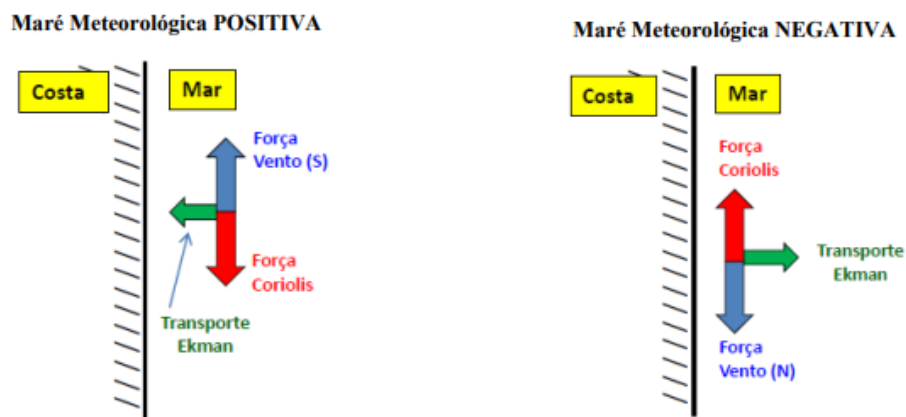 Maré Meteorológica POSITIVA
Costa
Mar
Força
Vento (S)
Força
Coriolis
Transporte
Ekman
Maré Meteorológica NEGATIVA
Costa
Mar
Força
Coriolis
Transporte
Ekman
Força
Vento (N)